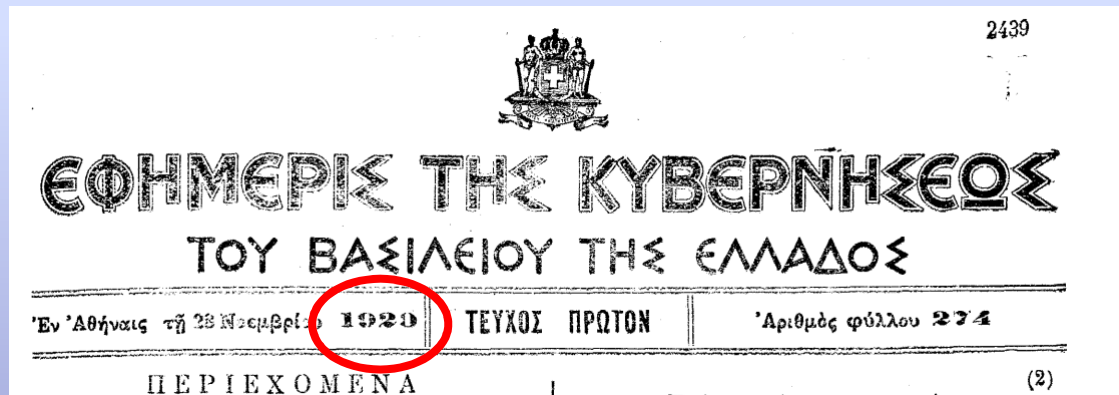 2439
ΕΦΗΜΕΡΙΣ ΤΗΣ ΚΥΒΕΡΝΗΣΕΩΣ
ΤΟΥ ΒΑΣΙΛΕΙΟΥ ΤΗΣ ΕΛΛΑΔΟΣ
Ἐν Ἀθήναις τῇ Νοεμβρίου 1920 ΤΕΥΧΟΣ ΠΡΩΤΟΝ Ἀριθμὸς φύλλου 274
ΠΕΡΙΕΧΟΜΕΝΑ (2)